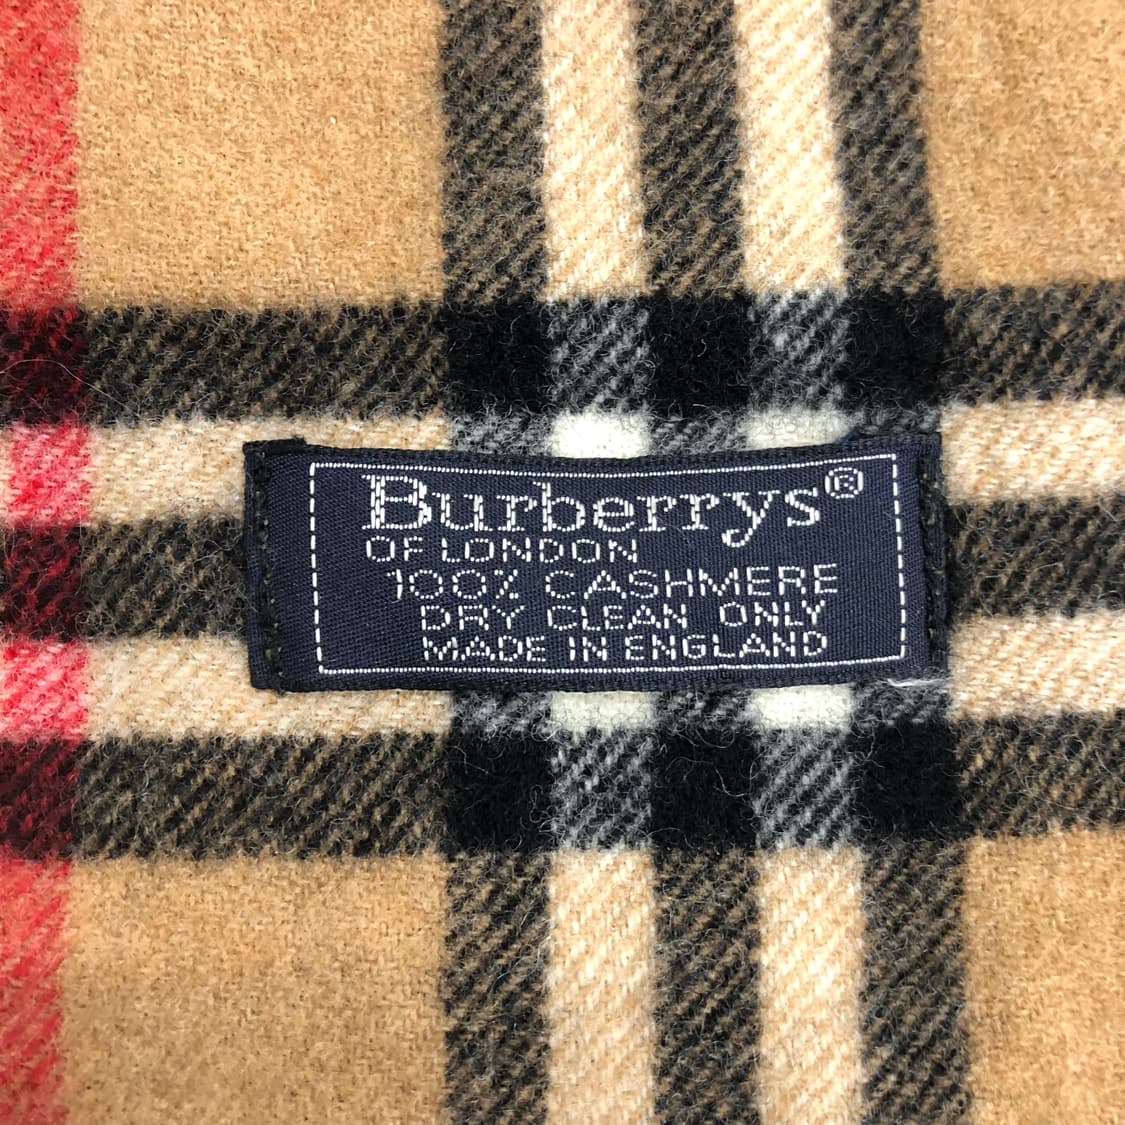 Burberrys®
OF LONDON
100% CASHMERE
DRY CLEAN ONLY
MADE IN ENGLAND